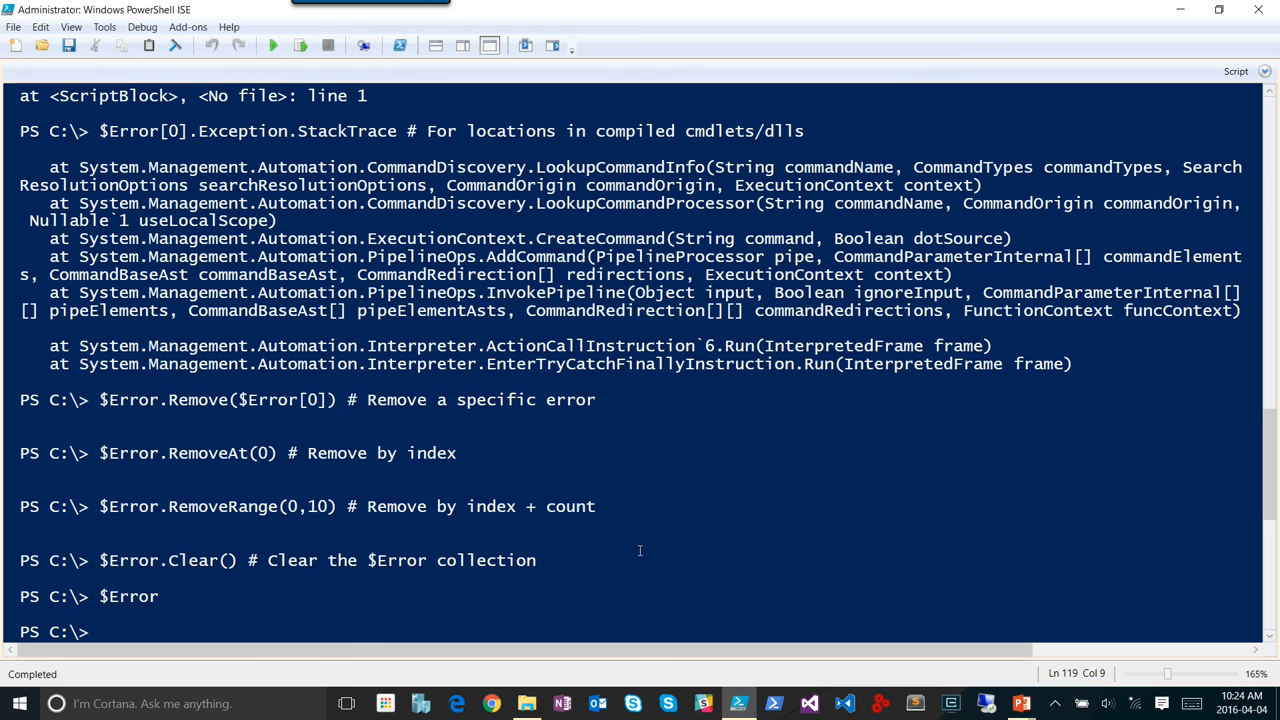 Administrator: Windows PowerShell ISE
File Edit View Tools Debug Add-ons Help
Script
at <ScriptBlock>, <No file>: line 1
PS C:\> $Error[0].Exception.StackTrace # For locations in compiled cmdlets/dlls
at System.Management.Automation.CommandDiscovery.LookupCommandInfo(String commandName, CommandTypes commandTypes, Search
ResolutionOptions searchResolutionOptions, CommandOrigin commandOrigin, ExecutionContext context)
at System.Management.Automation.CommandDiscovery.LookupCommandProcessor(String commandName, CommandOrigin commandOrigin,
Nullable`1 useLocalScope)
at System.Management.Automation.ExecutionContext.CreateCommand(String command, Boolean dotSource)
at System.Management.Automation.PipelineOps.AddCommand(PipelineProcessor pipe, CommandParameterInternal[] commandElement
s, CommandBaseAst commandBaseAst, CommandRedirection[] redirections, ExecutionContext context)
at System.Management.Automation.PipelineOps.InvokePipeline(Object input, Boolean ignoreInput, CommandParameterInternal[]
[] pipeElements, CommandBaseAst[] pipeElementAsts, CommandRedirection[][] commandRedirections, FunctionContext funcContext)
at System.Management.Automation.Interpreter.ActionCallInstruction`6.Run(InterpretedFrame frame)
at System.Management.Automation.Interpreter.EnterTryCatchFinallyInstruction.Run(InterpretedFrame frame)
PS C:\> $Error.Remove($Error[0]) # Remove a specific error
PS C:\> $Error.RemoveAt(0) # Remove by index
PS C:\> $Error.RemoveRange(0,10) # Remove by index + count
PS C:\> $Error.Clear() # Clear the $Error collection
PS C:\> $Error
PS C:\>
Completed Ln 119 Col 9 165%
I'm Cortana. Ask me anything. 10:24 AM
2016-04-04